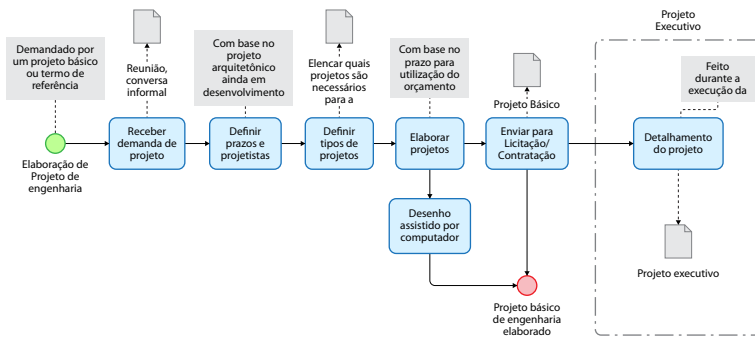 Projeto
Executivo
Demandado por
um projeto básico
ou termo de
referência
Reunião,
conversa
informal
Com base no
projeto
arquitetônico
ainda em
desenvolvimento
Elencar quais
projetos são
necessários
para a
Com base no
prazo para
utilização do
orçamento
Projeto Básico
Feito
durante a
execução da
Elaboração de
Projeto de
engenharia
Receber
demanda de
projeto
Definir
prazos e
projetistas
Definir
tipos de
projetos
Elaborar
projetos
Enviar para
Licitação/
Contratação
Detalhamento
do projeto
Desenho
assistido por
computador
Projeto executivo
Projeto básico
de engenharia
elaborado